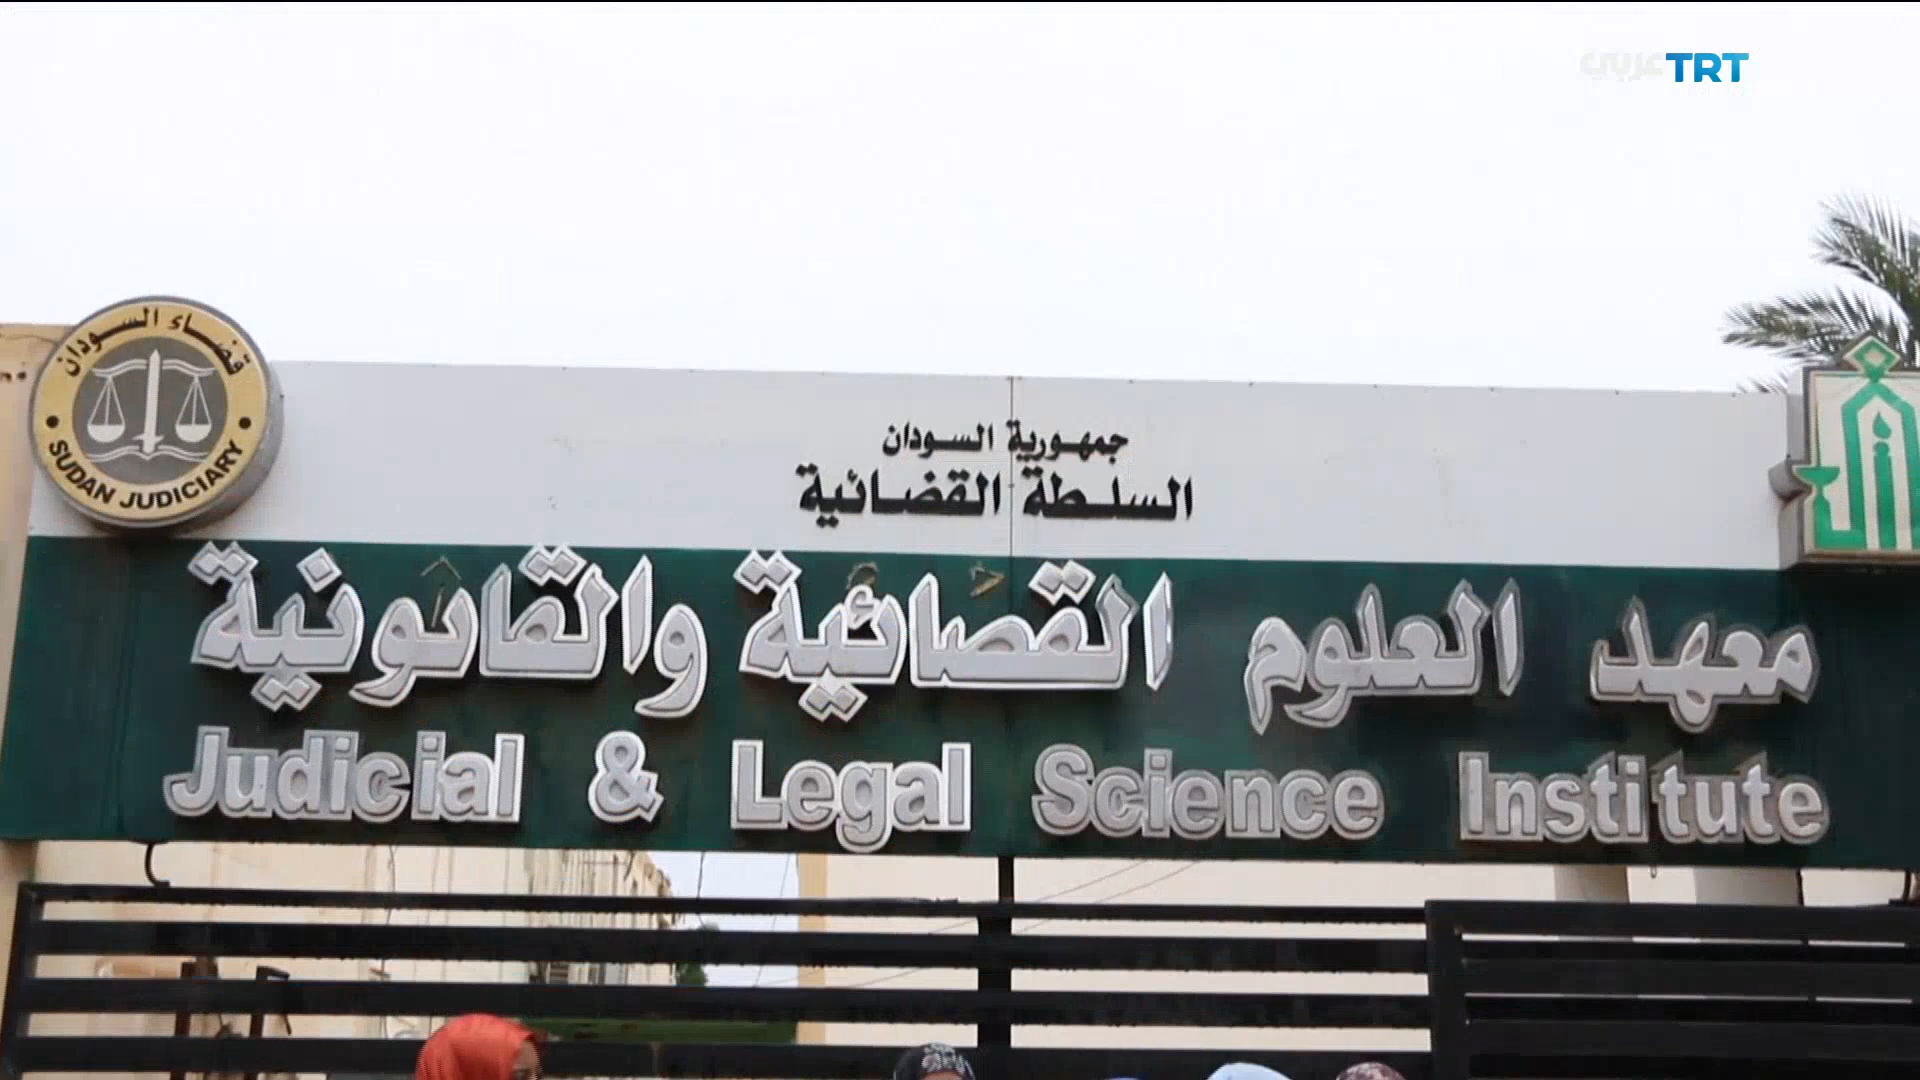 TRT عربي
قضاء السودان
SUDAN JUDICIARY
جمهورية السودان
السلطة القضائية
معهد العلوم القضائية والقانونية
Judicial & Legal Science Institute